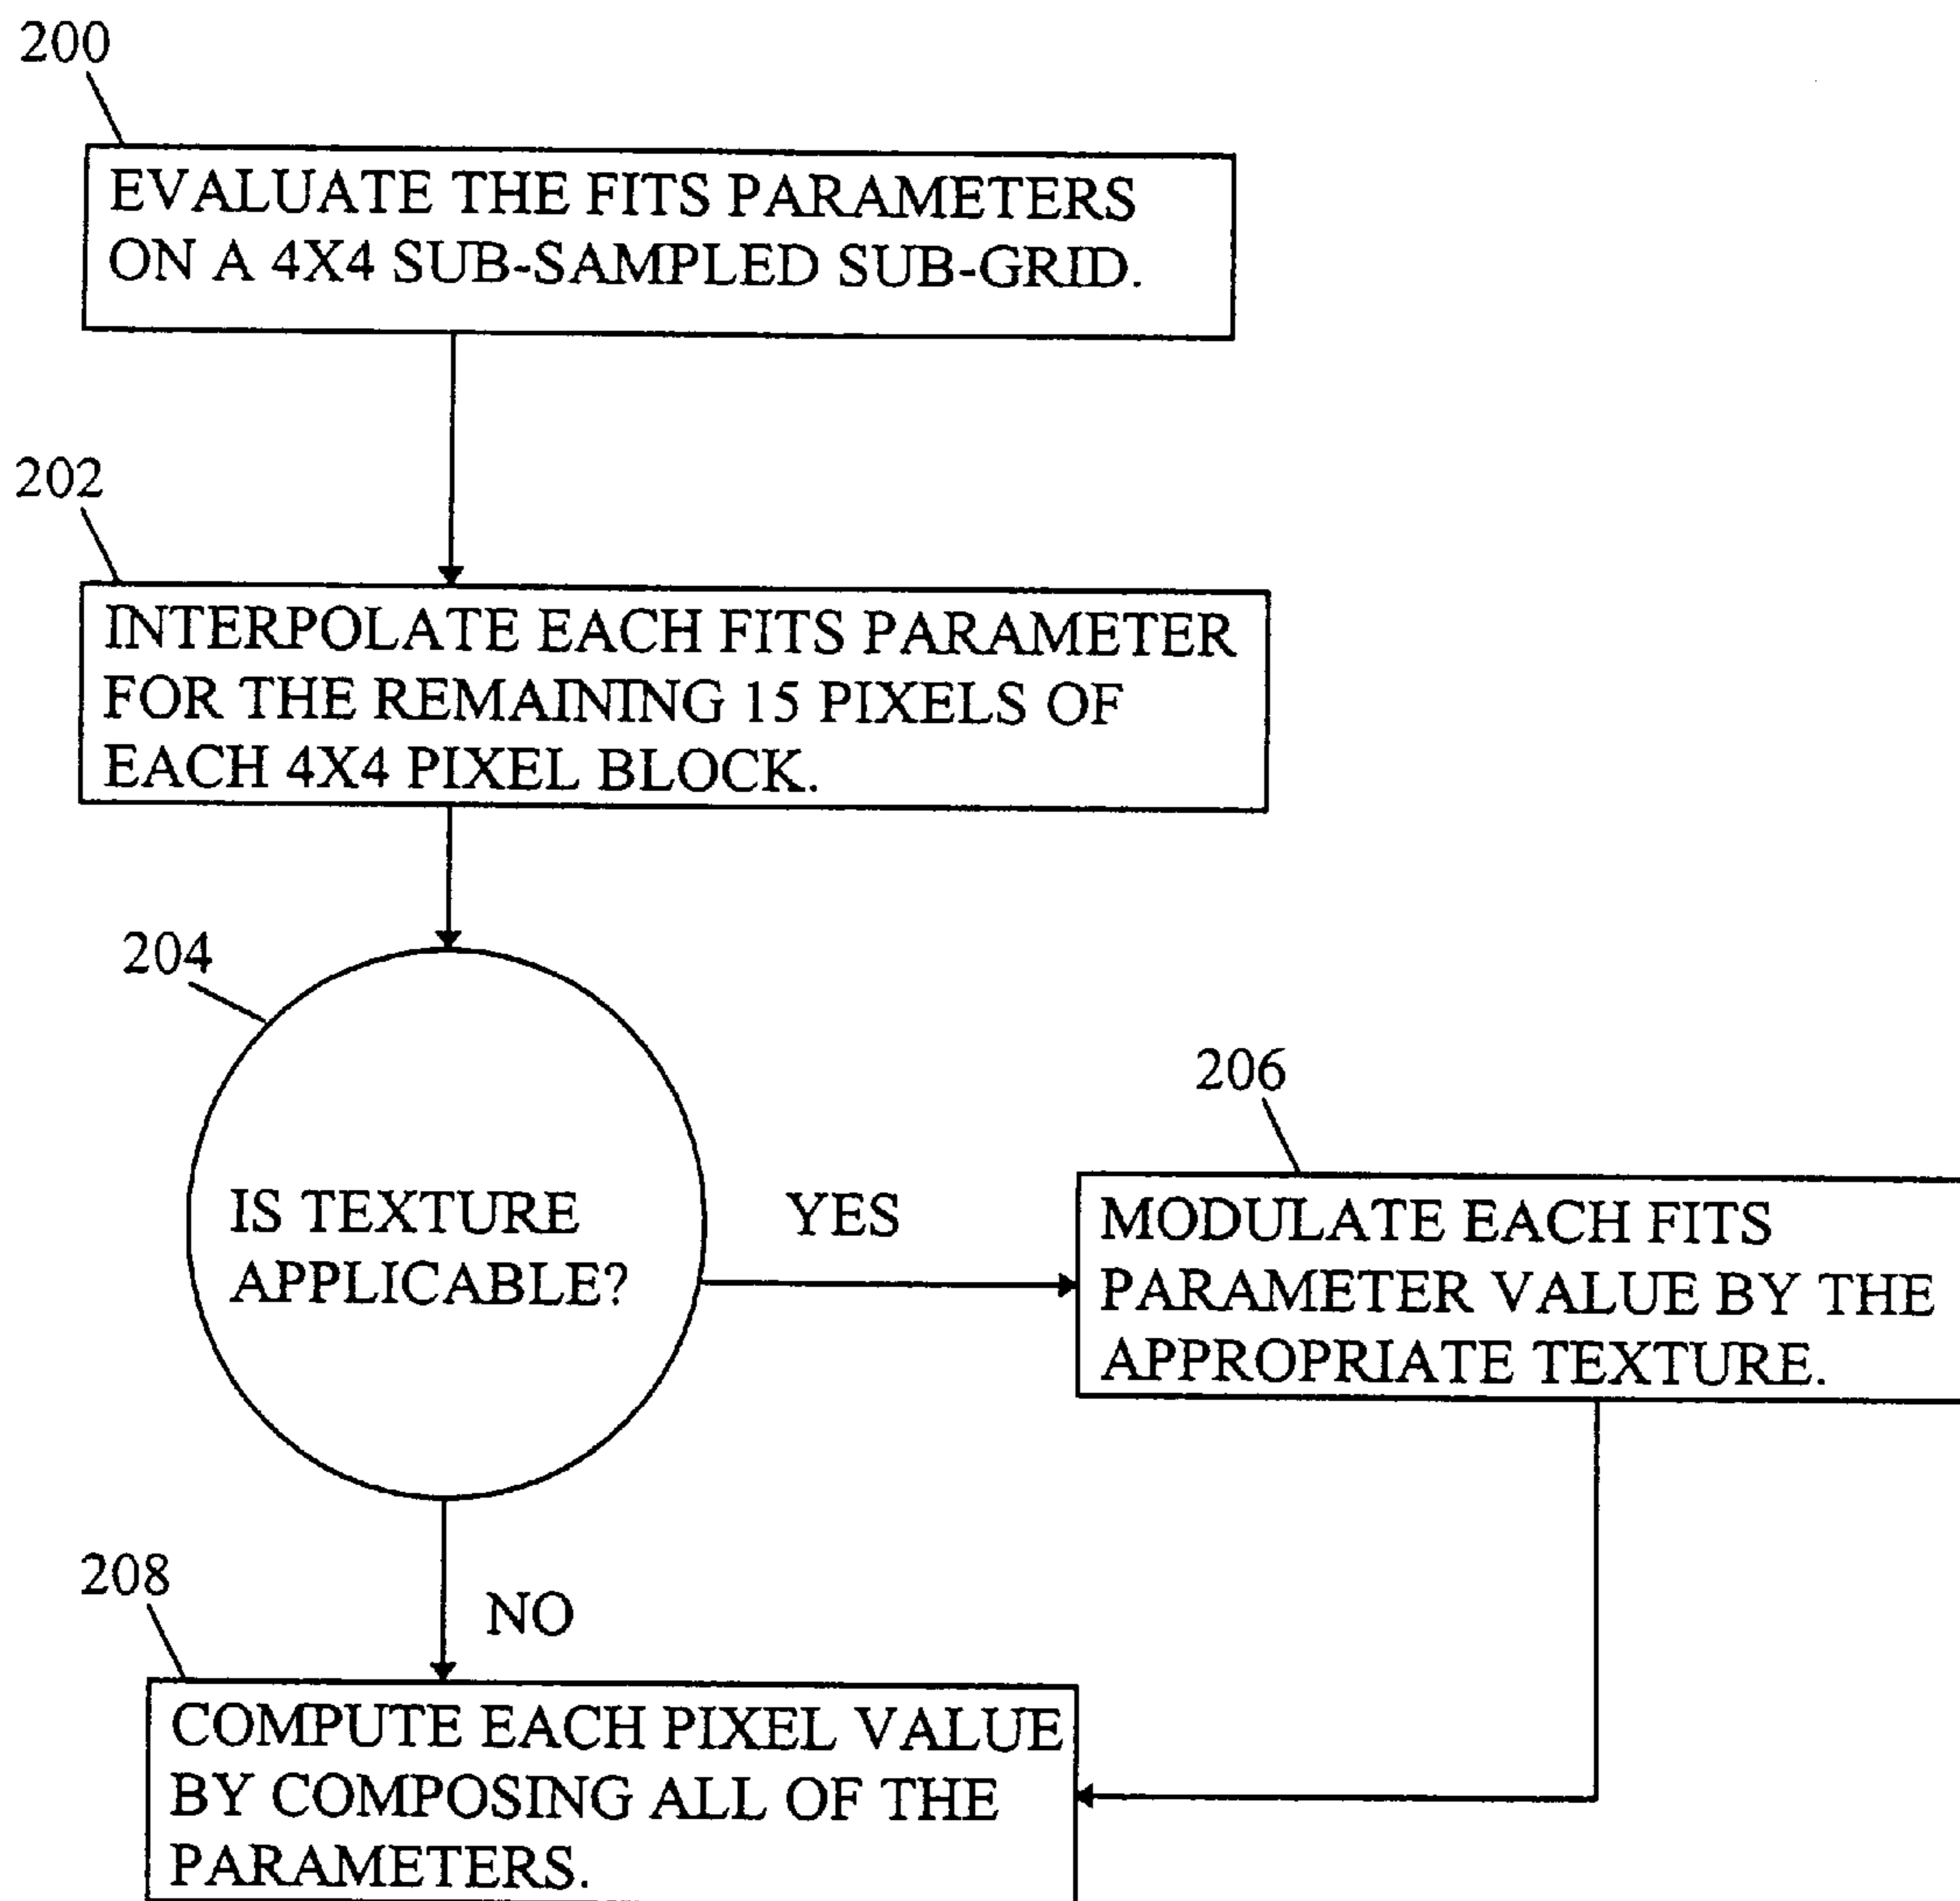 200
EVALUATE THE FITS PARAMETERS
ON A 4X4 SUB-SAMPLED SUB-GRID.
202
INTERPOLATE EACH FITS PARAMETER
FOR THE REMAINING 15 PIXELS OF
EACH 4X4 PIXEL BLOCK.
204
IS TEXTURE
APPLICABLE?
YES
206
MODULATE EACH FITS
PARAMETER VALUE BY THE
APPROPRIATE TEXTURE.
NO
208
COMPUTE EACH PIXEL VALUE
BY COMPOSING ALL OF THE
PARAMETERS.